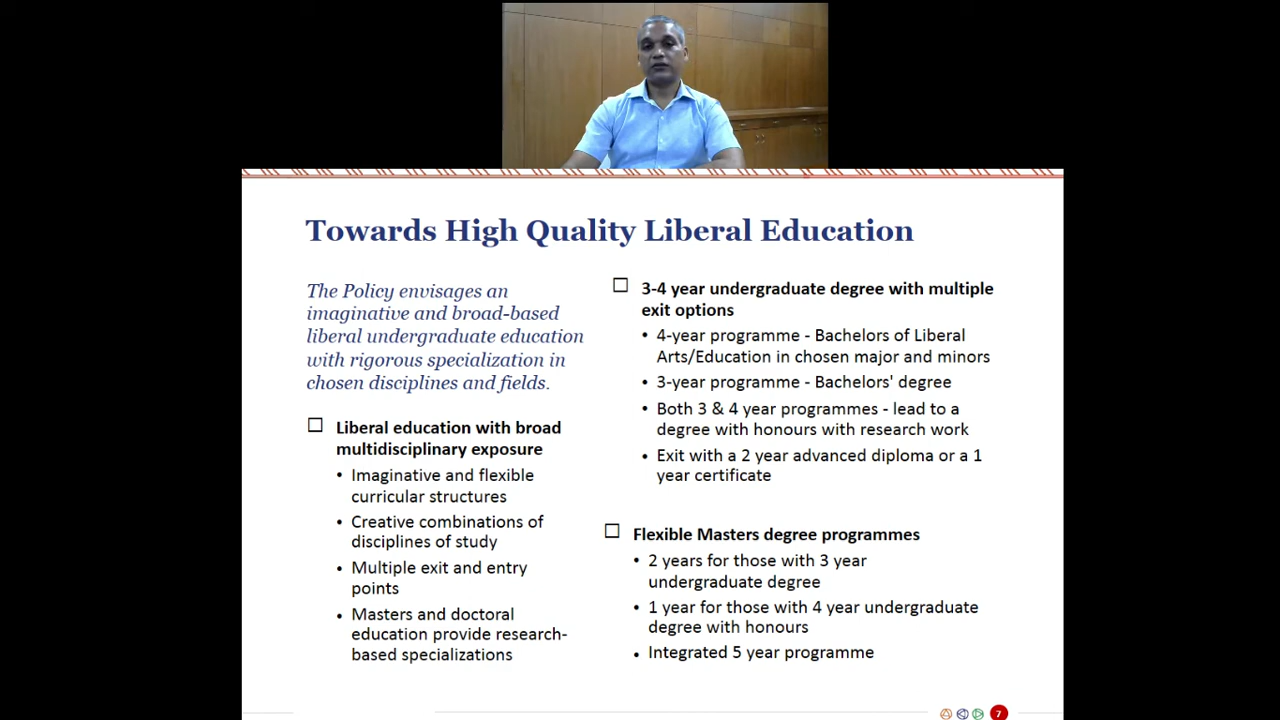 Towards High Quality Liberal Education
The Policy envisages an
imaginative and broad-based
liberal undergraduate education
with rigorous specialization in
chosen disciplines and fields.
Liberal education with broad
multidisciplinary exposure
• Imaginative and flexible
curricular structures
• Creative combinations of
disciplines of study
• Multiple exit and entry
points
• Masters and doctoral
education provide research-
based specializations
3-4 year undergraduate degree with multiple
exit options
• 4-year programme - Bachelors of Liberal
Arts/Education in chosen major and minors
• 3-year programme - Bachelors' degree
• Both 3 & 4 year programmes - lead to a
degree with honours with research work
• Exit with a 2 year advanced diploma or a 1
year certificate
Flexible Masters degree programmes
• 2 years for those with 3 year
undergraduate degree
• 1 year for those with 4 year undergraduate
degree with honours
• Integrated 5 year programme
7